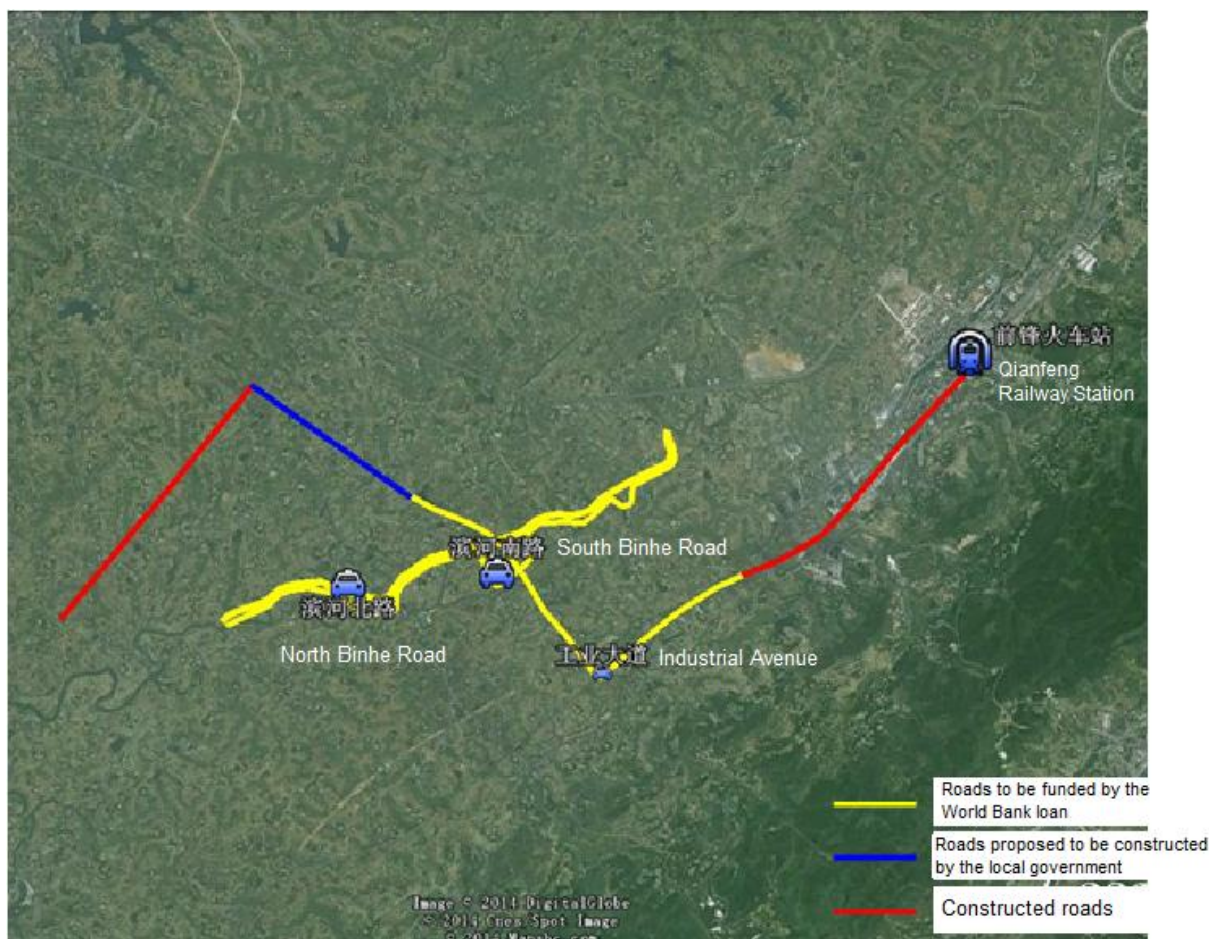 前锋火车站
Qianfeng
Railway Station
滨河南路
South Binhe Road
滨河北路
North Binhe Road
工业大道
Industrial Avenue
Roads to be funded by the
World Bank loan
Roads proposed to be constructed
by the local government
Constructed roads
Image © 2014 DigitalGlobe
© 2014 Cnes Spot Image